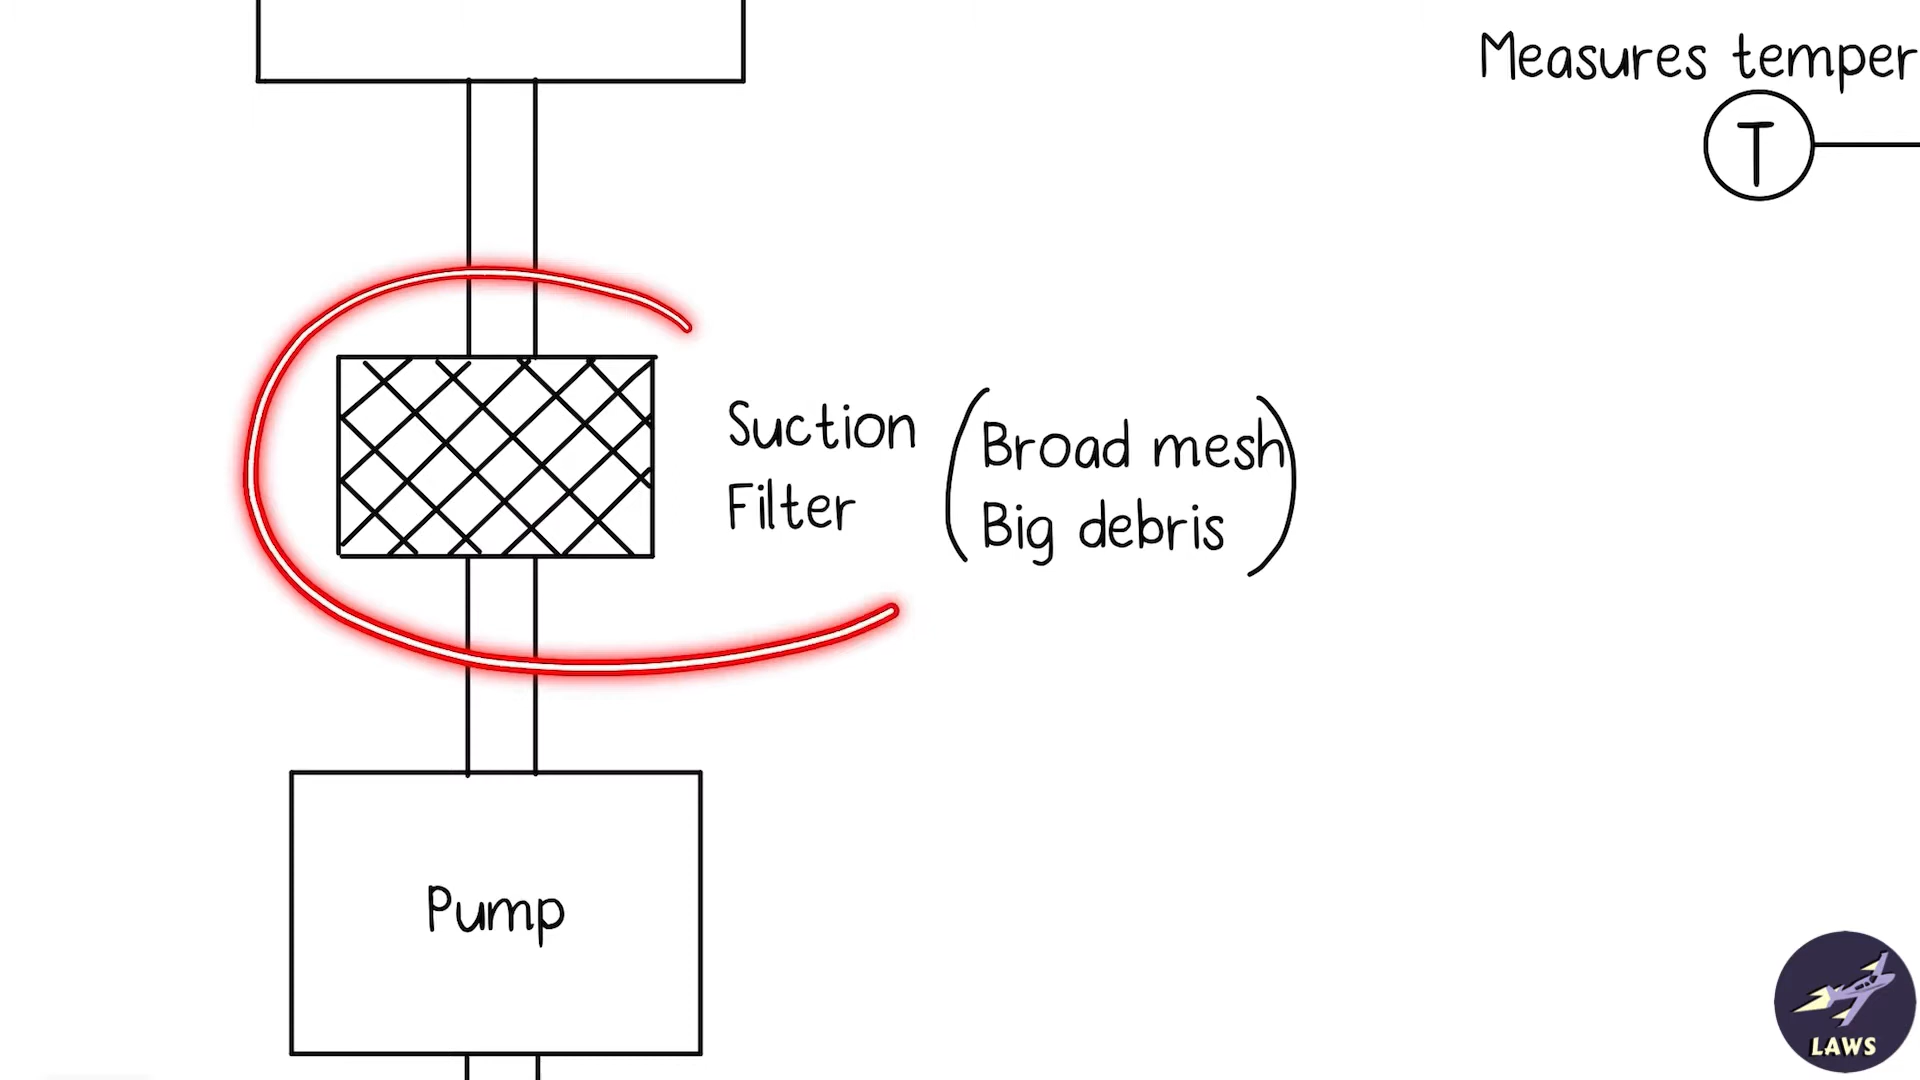 Measures temper
T
Suction
Filter
(Broad mesh
Big debris)
Pump
LAWS